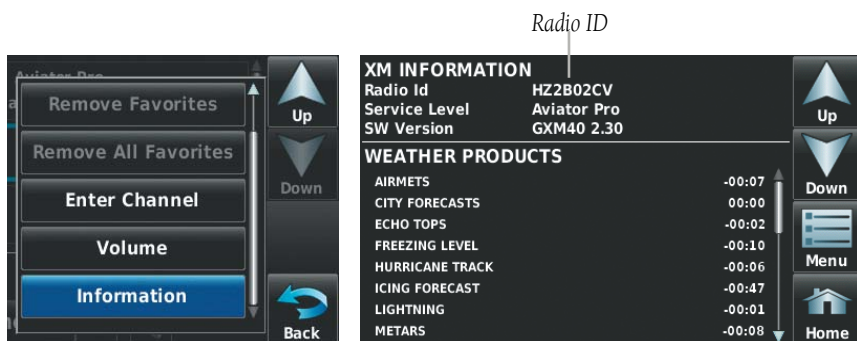 Radio ID
Aviator Pro
Remove Favorites
Remove All Favorites
Enter Channel
Volume
Information
Up
Down
Back
XM INFORMATION
Radio Id HZ2B02CV
Service Level Aviator Pro
SW Version GXM40 2.30
WEATHER PRODUCTS
AIRMETS -00:07
CITY FORECASTS 00:00
ECHO TOPS -00:02
FREEZING LEVEL -00:10
HURRICANE TRACK -00:06
ICING FORECAST -00:47
LIGHTNING -00:01
METARS -00:08
Up
Down
Menu
Home